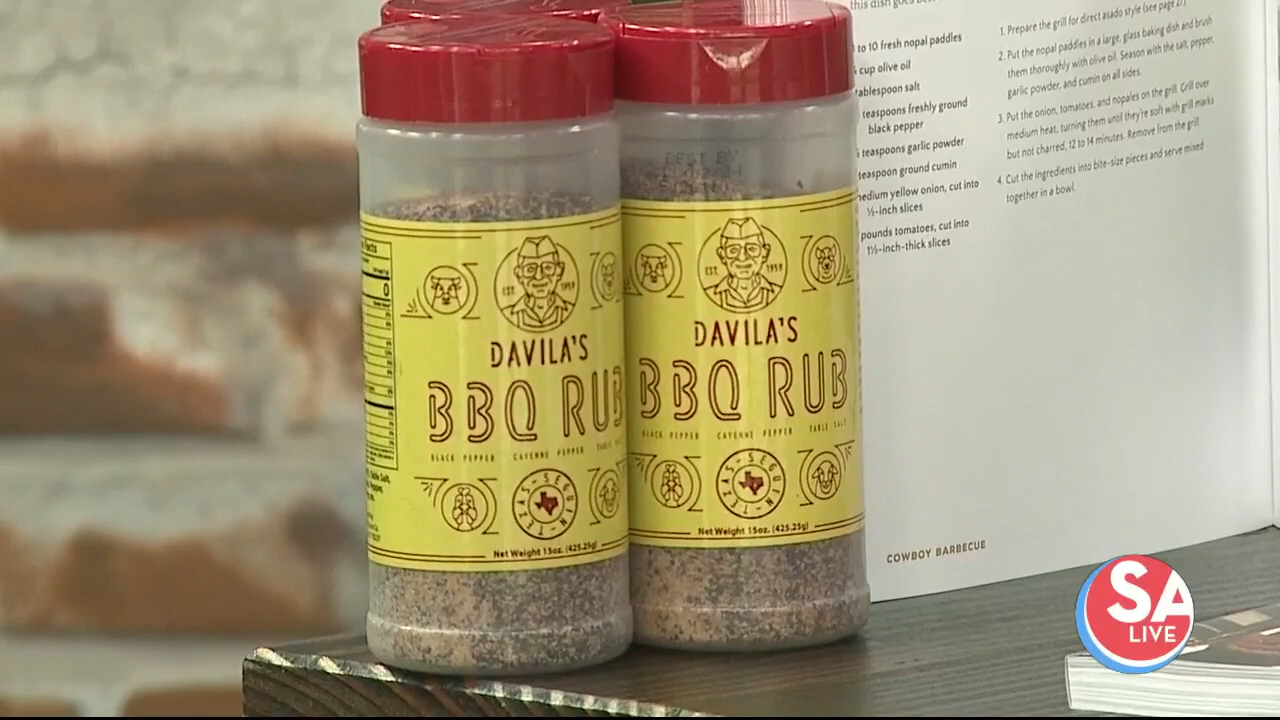 EST. 1959
DAVILA'S
BBQ RUB
BLACK PEPPER CAYENNE PEPPER TABLE SALT
SEGUIN-TEXAS
Net Weight 15oz. (425.25g)
BEST BY
EST. 1959
DAVILA'S
BBQ RUB
BLACK PEPPER CAYENNE PEPPER TABLE SALT
SEGUIN-TEXAS
Net Weight 15oz. (425.25g)
this dish goes
to 10 fresh nopal paddles
cup olive oil
tablespoon salt
teaspoons freshly ground
black pepper
teaspoons garlic powder
teaspoon ground cumin
medium yellow onion, cut into
½-inch slices
pounds tomatoes, cut into
1½-inch-thick slices
1. Prepare the grill for direct asado style (see page 27).
2. Put the nopal paddles in a large, glass baking dish and brush
them thoroughly with olive oil. Season with the salt, pepper,
garlic powder, and cumin on all sides.
3. Put the onion, tomatoes, and nopales on the grill. Grill over
medium heat, turning them until they're soft with grill marks
but not charred, 12 to 14 minutes. Remove from the grill.
4. Cut the ingredients into bite-size pieces and serve mixed
together in a bowl.
COWBOY BARBECUE
SA
LIVE